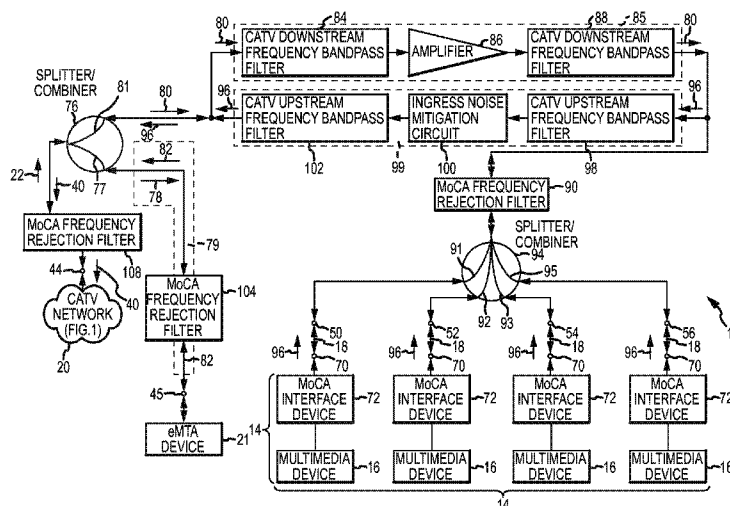 84
88
85
80
CATV DOWNSTREAM
FREQUENCY BANDPASS
FILTER
AMPLIFIER
86
CATV DOWNSTREAM
FREQUENCY BANDPASS
FILTER
80
SPLITTER/
COMBINER
76
81
80
96
96
CATV UPSTREAM
FREQUENCY BANDPASS
FILTER
INGRESS NOISE
MITIGATION
CIRCUIT
CATV UPSTREAM
FREQUENCY BANDPASS
FILTER
96
102
99
100
98
82
78
22
40
77
MoCA FREQUENCY
REJECTION FILTER
90
MoCA FREQUENCY
REJECTION FILTER
108
79
SPLITTER/
COMBINER
94
91
95
92
93
44
40
CATV
NETWORK
(FIG.1)
20
MoCA
FREQUENCY
REJECTION
FILTER
104
82
45
eMTA
DEVICE
21
50
52
54
56
18
18
18
18
96
96
96
96
70
70
70
70
MoCA
INTERFACE
DEVICE
72
MoCA
INTERFACE
DEVICE
72
MoCA
INTERFACE
DEVICE
72
MoCA
INTERFACE
DEVICE
72
14
MULTIMEDIA
DEVICE
16
MULTIMEDIA
DEVICE
16
MULTIMEDIA
DEVICE
16
MULTIMEDIA
DEVICE
14